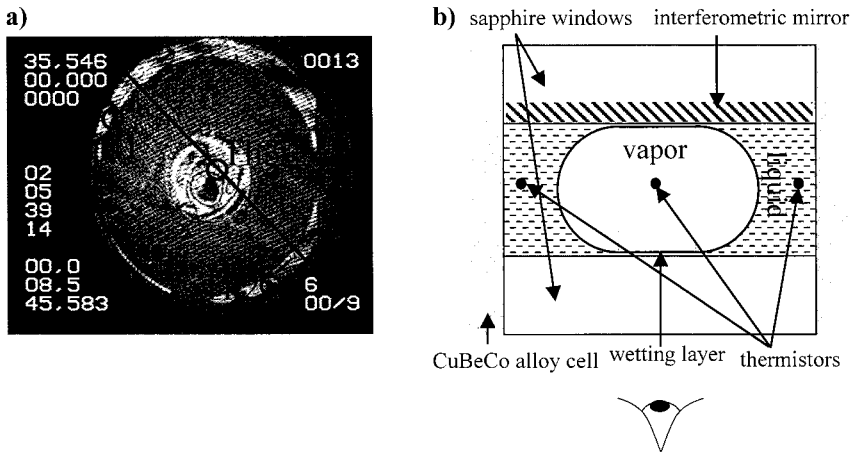 a)
35,546
00,000
0000
0013
02
05
39
14
00.0
08.5
45.583
6
00/9
b)
sapphire windows
interferometric mirror
vapor
liquid
CuBeCo alloy cell
wetting layer
thermistors